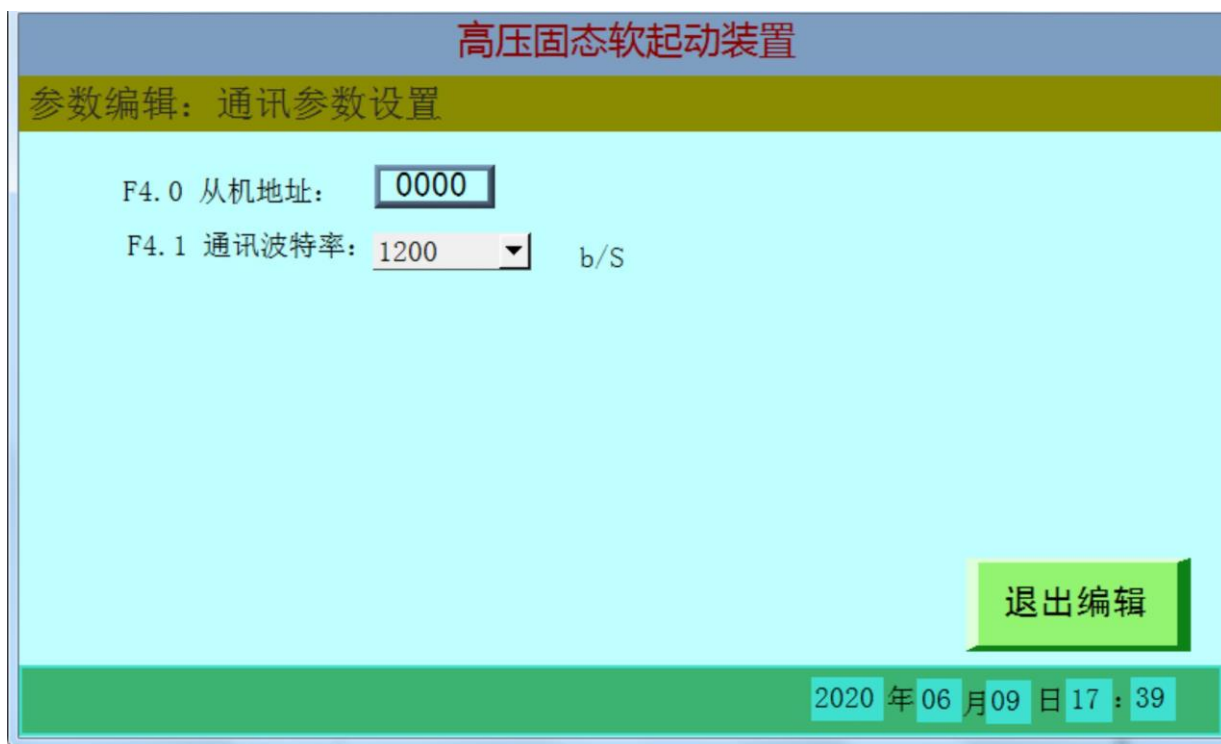 高压固态软起动装置
参数编辑：通讯参数设置
F4.0 从机地址： 0000
F4.1 通讯波特率： 1200 b/S
退出编辑
2020 年 06 月 09 日 17 : 39